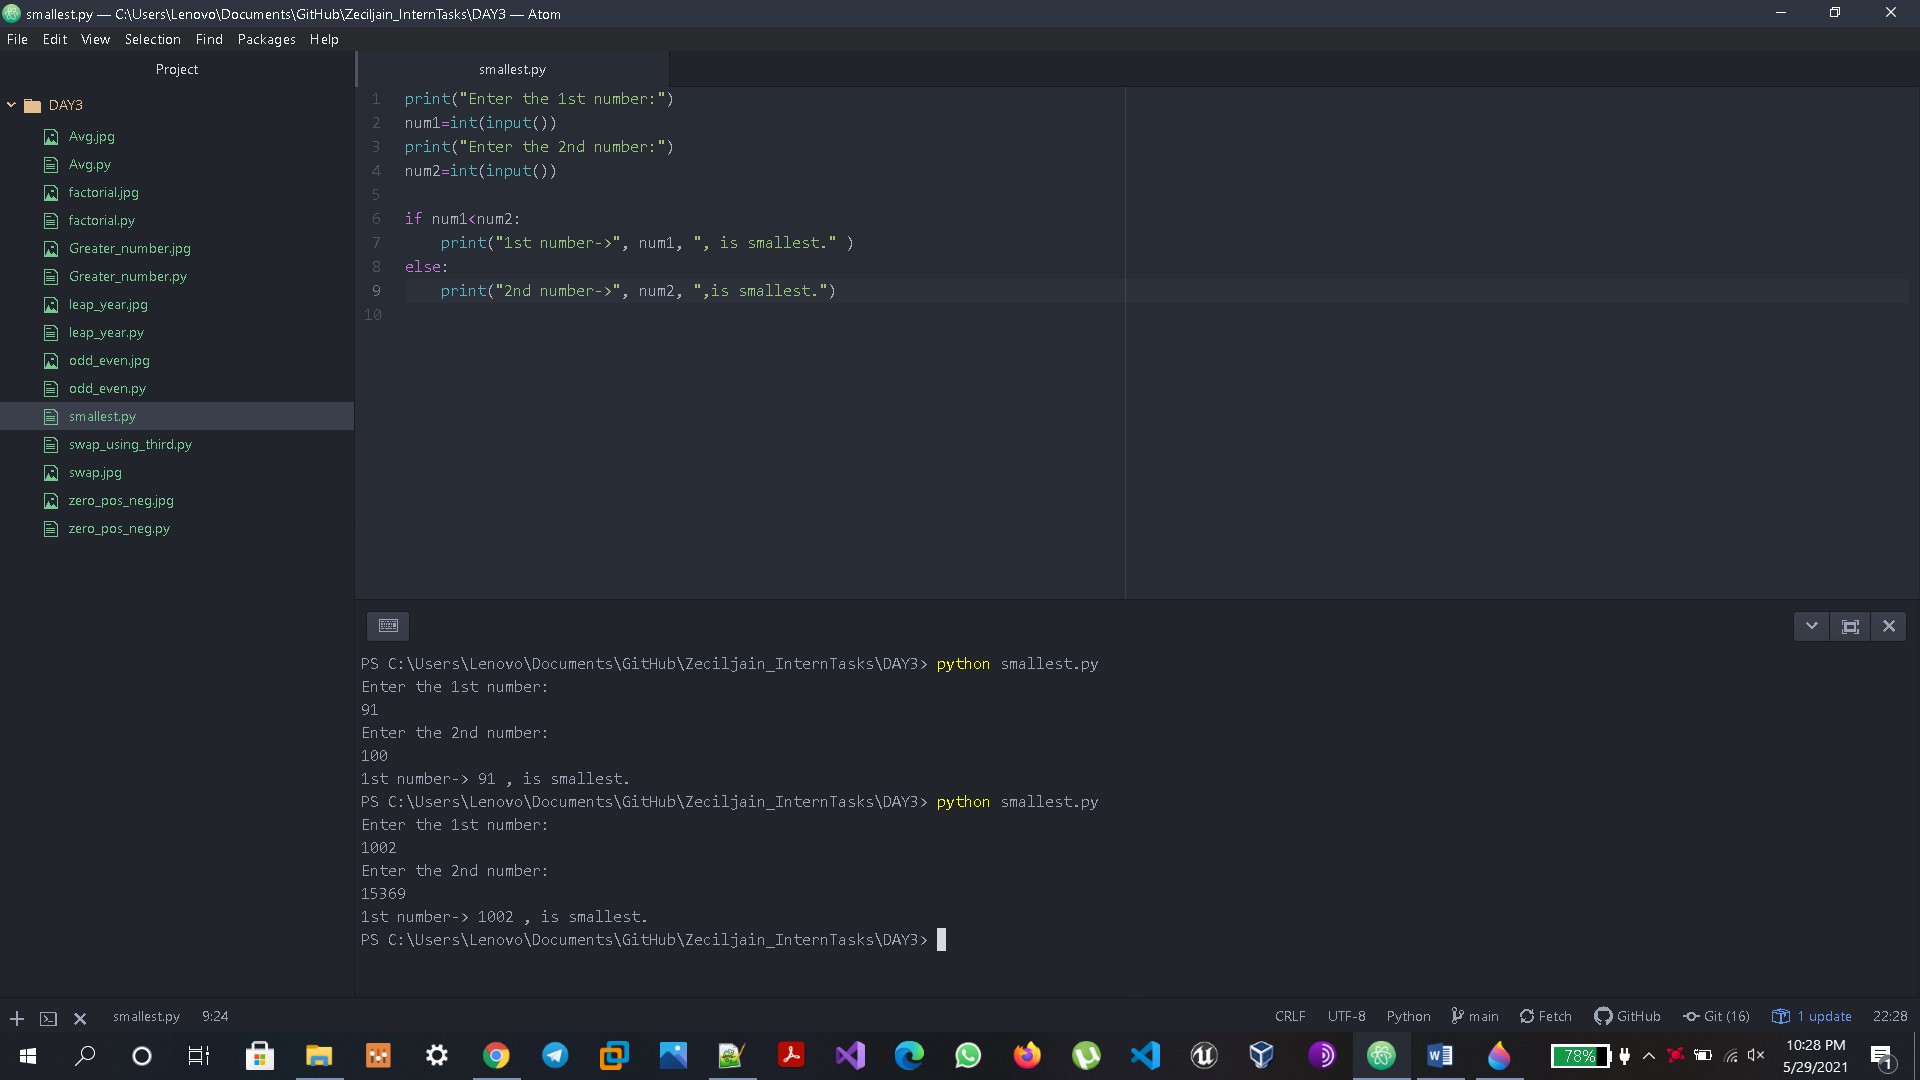 smallest.py — C:\Users\Lenovo\Documents\GitHub\Zeciljain_InternTasks\DAY3 — Atom
File Edit View Selection Find Packages Help
Project
DAY3
Avg.jpg
Avg.py
factorial.jpg
factorial.py
Greater_number.jpg
Greater_number.py
leap_year.jpg
leap_year.py
odd_even.jpg
odd_even.py
smallest.py
swap_using_third.py
swap.jpg
zero_pos_neg.jpg
zero_pos_neg.py
smallest.py
1 print("Enter the 1st number:")
2 num1=int(input())
3 print("Enter the 2nd number:")
4 num2=int(input())
5
6 if num1<num2:
7     print("1st number->", num1, ", is smallest." )
8 else:
9     print("2nd number->", num2, ",is smallest.")
10
PS C:\Users\Lenovo\Documents\GitHub\Zeciljain_InternTasks\DAY3> python smallest.py
Enter the 1st number:
91
Enter the 2nd number:
100
1st number-> 91 , is smallest.
PS C:\Users\Lenovo\Documents\GitHub\Zeciljain_InternTasks\DAY3> python smallest.py
Enter the 1st number:
1002
Enter the 2nd number:
15369
1st number-> 1002 , is smallest.
PS C:\Users\Lenovo\Documents\GitHub\Zeciljain_InternTasks\DAY3>
smallest.py 9:24 CRLF UTF-8 Python main Fetch GitHub Git (16) 1 update 22:28
78% 10:28 PM
5/29/2021
1